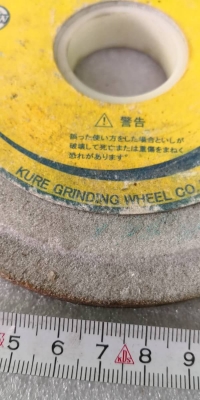 ⚠ 警告
誤った使い方をした場合といしが
破壊して死亡または重傷をまねく
恐れがあります。
KURE GRINDING WHEEL CO.
5 6 7 8 9
KDS